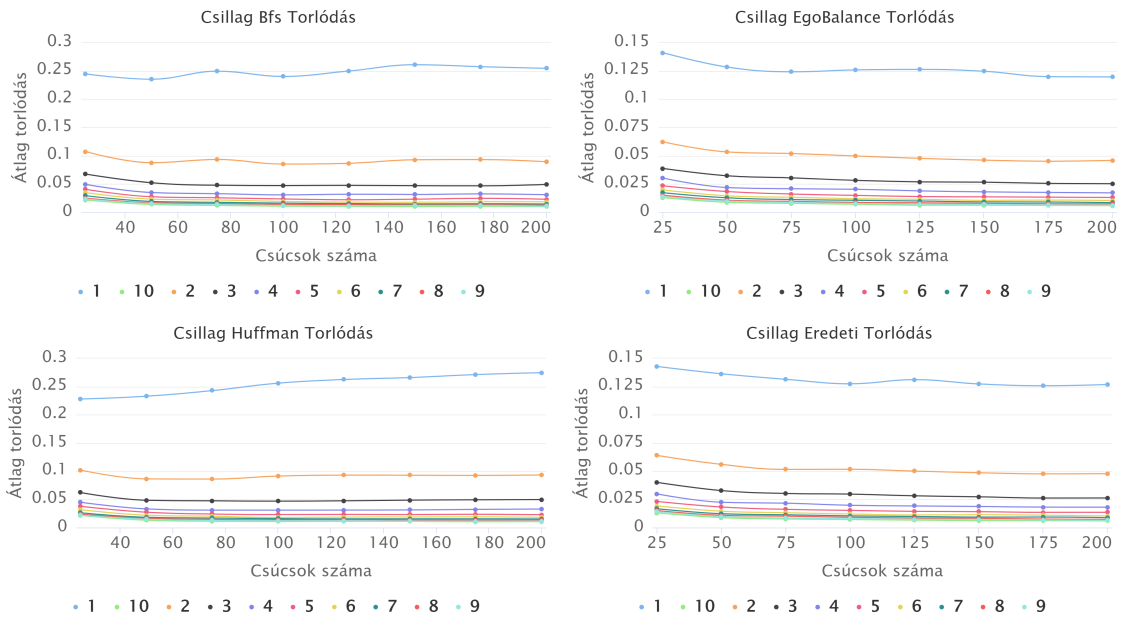 Csillag Bfs Torlódás
0.3
0.25
0.2
0.15
0.1
0.05
0
Átlag torlódás
40 60 80 100 120 140 160 180 200
Csúcsok száma
1 10 2 3 4 5 6 7 8 9
Csillag EgoBalance Torlódás
0.15
0.125
0.1
0.075
0.05
0.025
0
Átlag torlódás
25 50 75 100 125 150 175 200
Csúcsok száma
1 10 2 3 4 5 6 7 8 9
Csillag Huffman Torlódás
0.3
0.25
0.2
0.15
0.1
0.05
0
Átlag torlódás
40 60 80 100 120 140 160 180 200
Csúcsok száma
1 10 2 3 4 5 6 7 8 9
Csillag Eredeti Torlódás
0.15
0.125
0.1
0.075
0.05
0.025
0
Átlag torlódás
25 50 75 100 125 150 175 200
Csúcsok száma
1 10 2 3 4 5 6 7 8 9